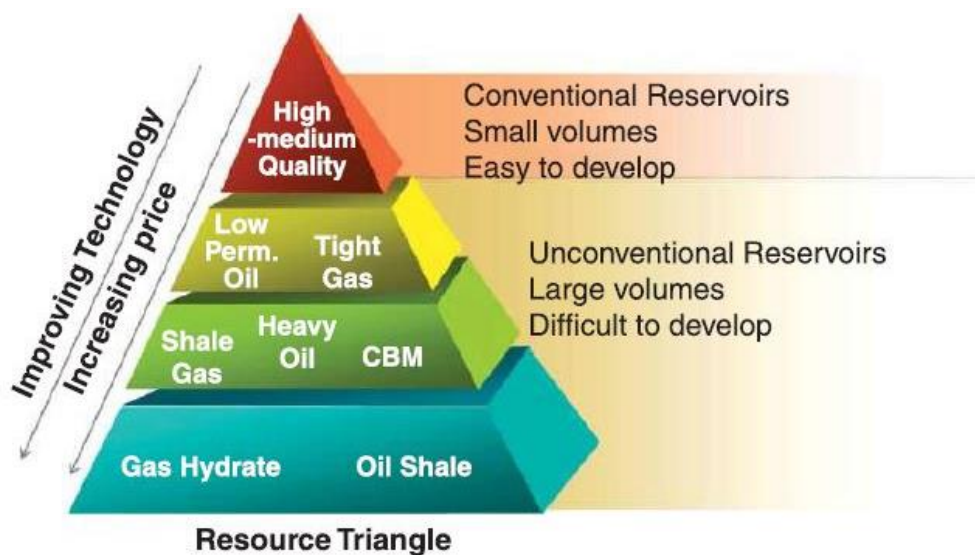 Improving Technology
Increasing price
High
-medium
Quality
Conventional Reservoirs
Small volumes
Easy to develop
Low
Perm.
Oil
Tight
Gas
Unconventional Reservoirs
Large volumes
Difficult to develop
Shale
Gas
Heavy
Oil
CBM
Gas Hydrate
Oil Shale
Resource Triangle